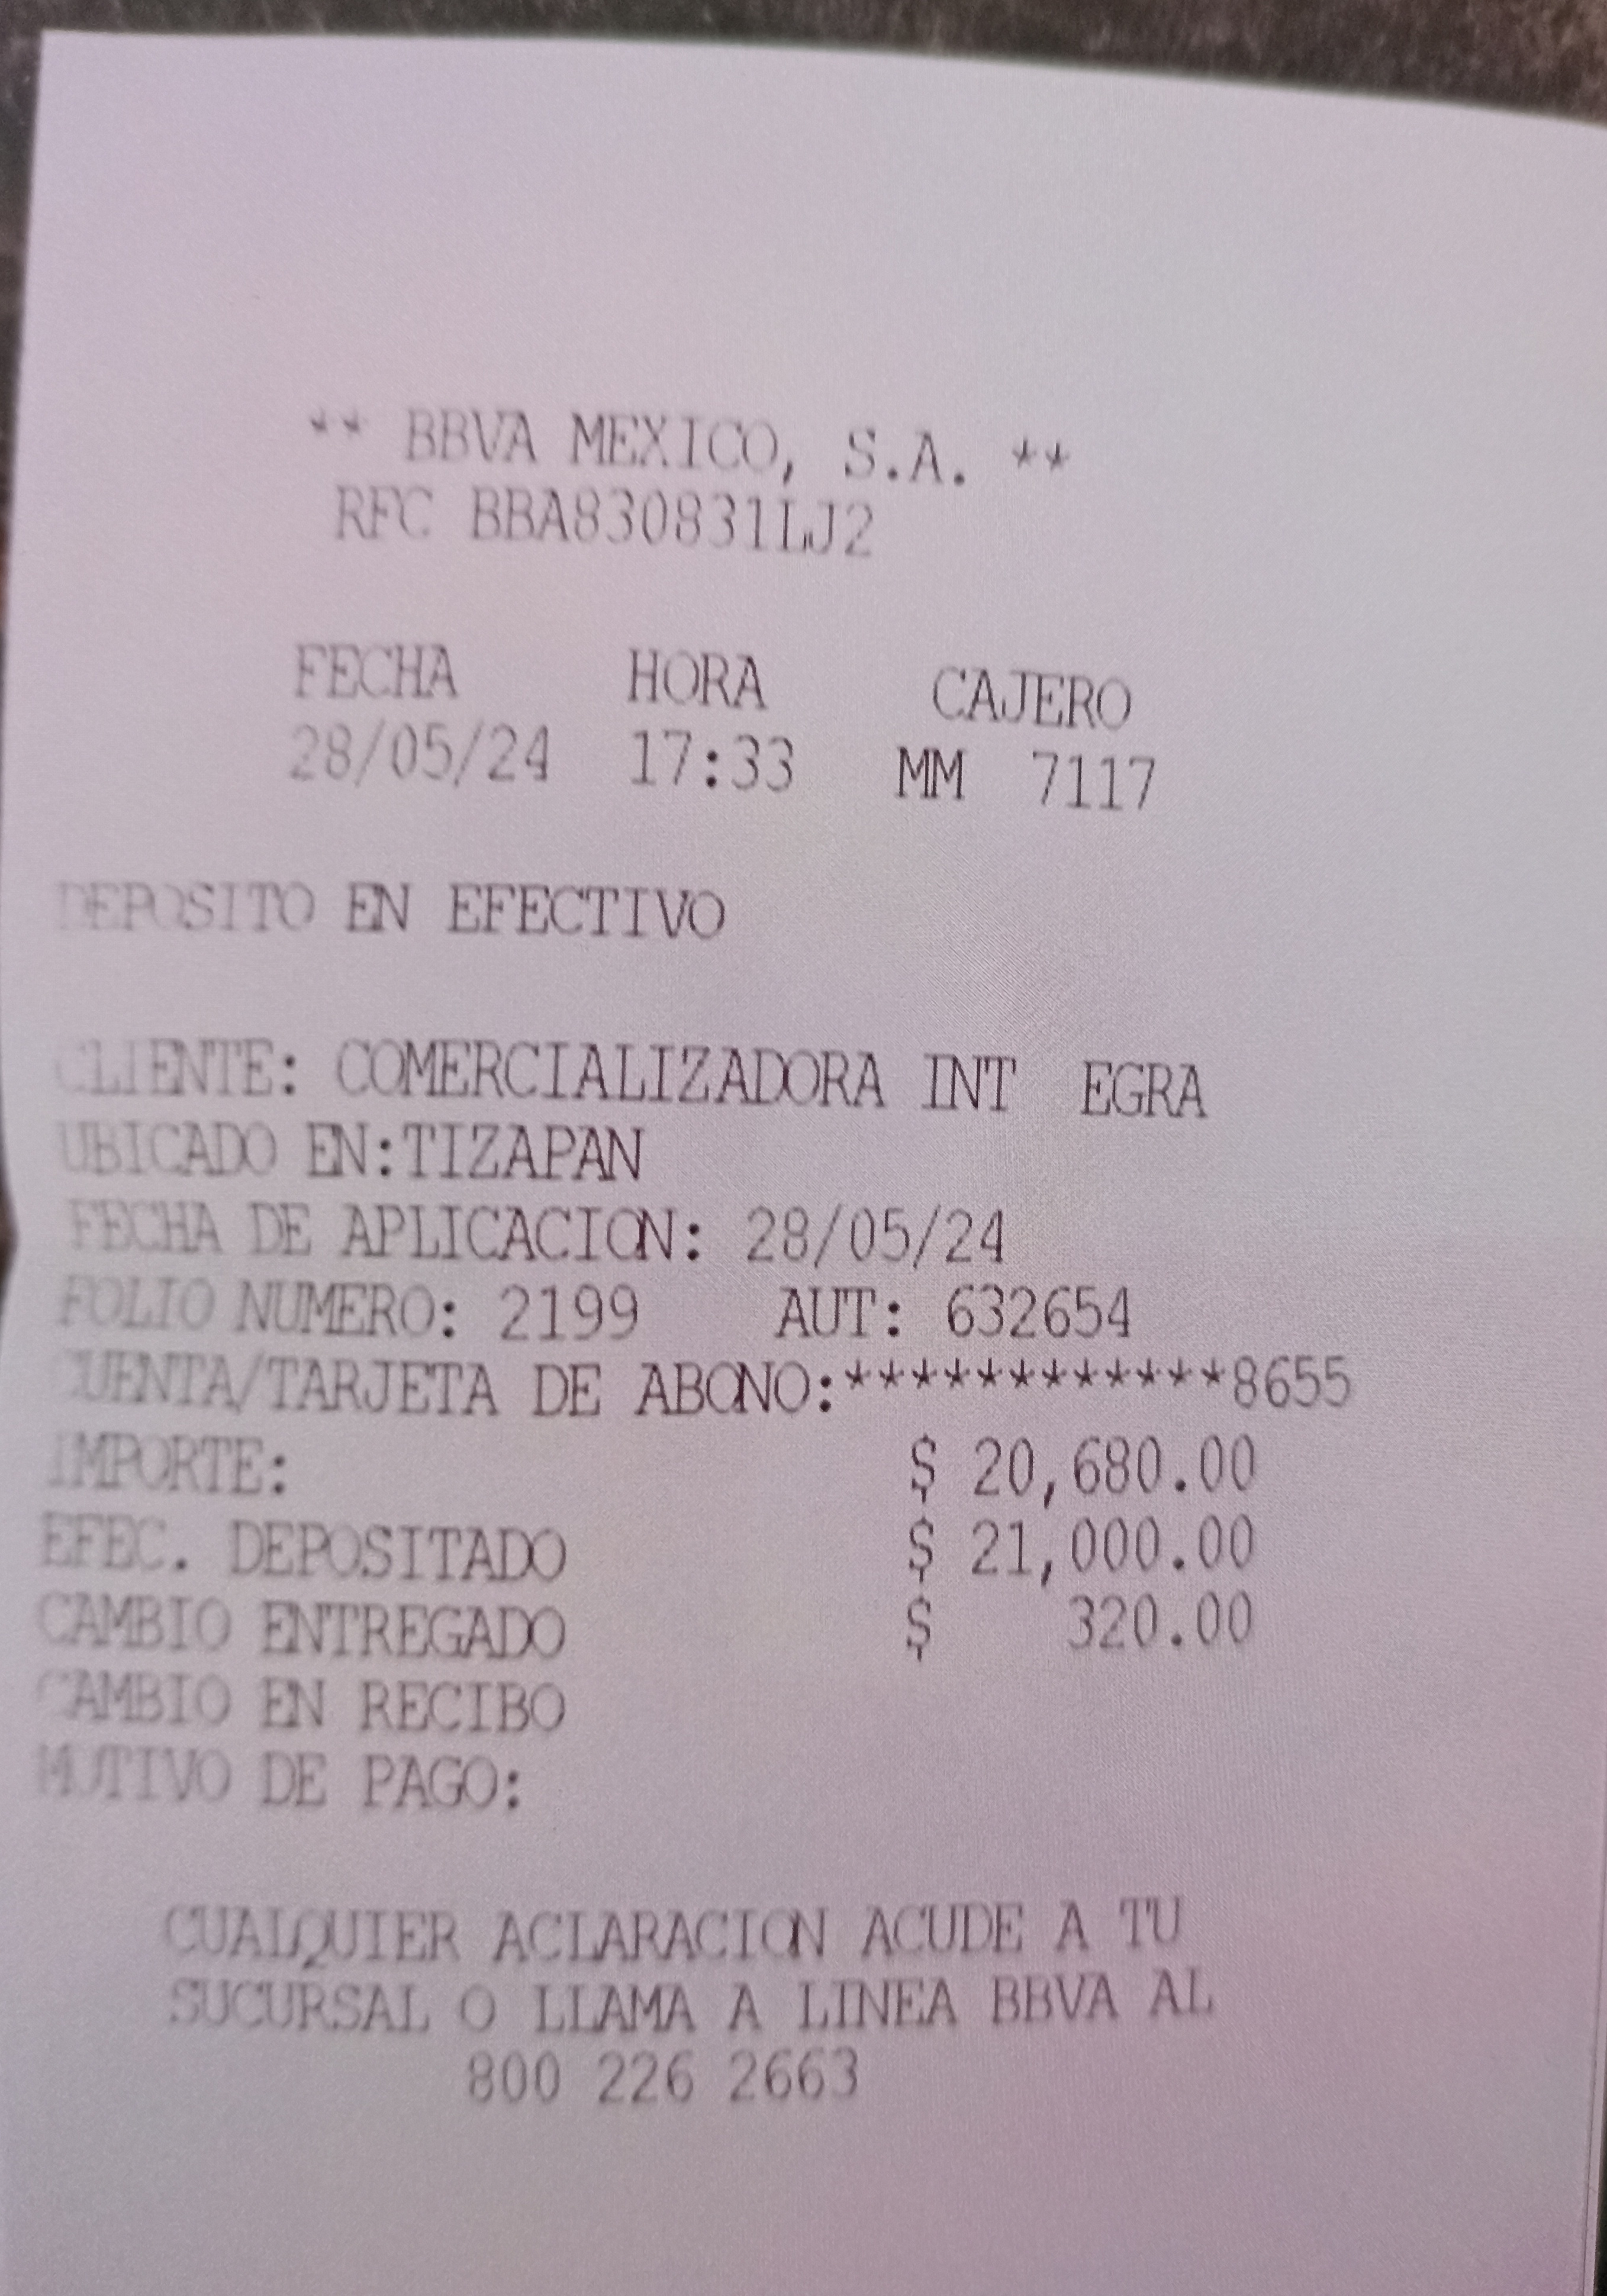 ** BBVA MEXICO, S.A. **
RFC BBA830831LJ2
FECHA HORA CAJERO
28/05/24 17:33 MM 7117
DEPOSITO EN EFECTIVO
CLIENTE: COMERCIALIZADORA INT EGRA
UBICADO EN:TIZAPAN
FECHA DE APLICACION: 28/05/24
FOLIO NUMERO: 2199 AUT: 632654
CUENTA/TARJETA DE ABONO:************8655
IMPORTE: $ 20,680.00
EFEC. DEPOSITADO $ 21,000.00
CAMBIO ENTREGADO $ 320.00
CAMBIO EN RECIBO
MOTIVO DE PAGO:
CUALQUIER ACLARACION ACUDE A TU
SUCURSAL O LLAMA A LINEA BBVA AL
800 226 2663